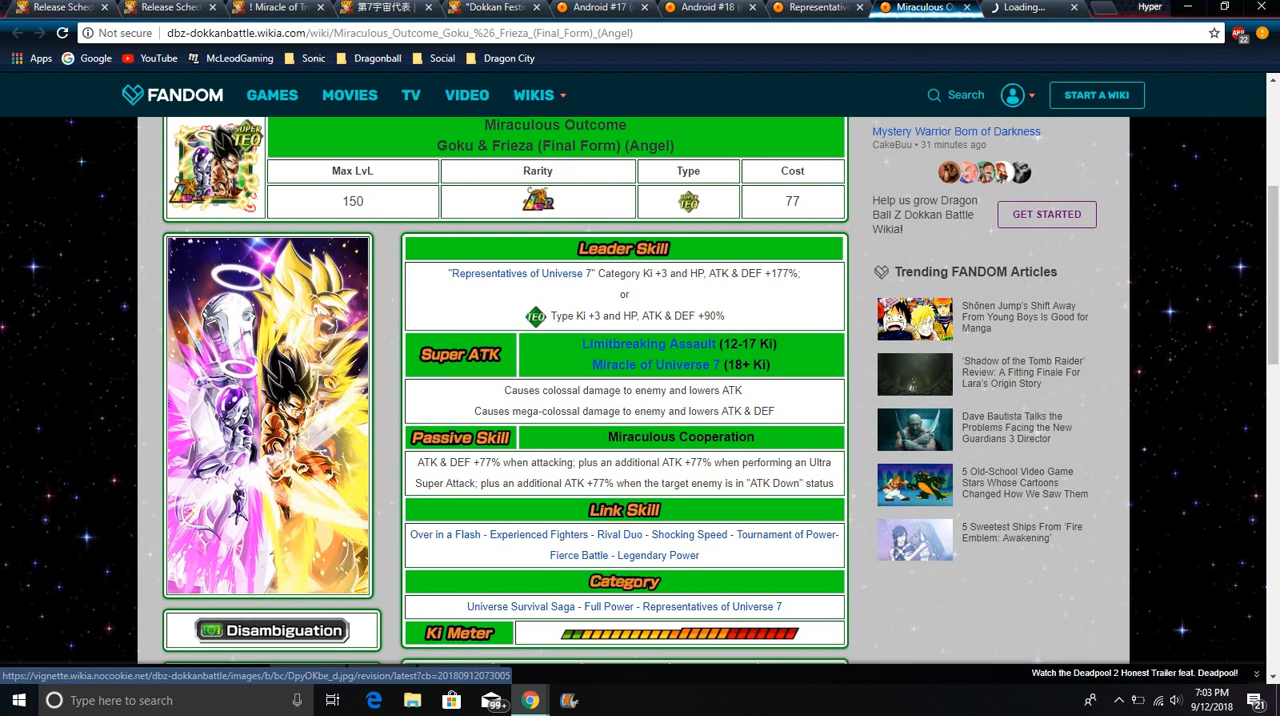 Release Sched
Release Sched
! Miracle of Tr
第7宇宙代表
"Dokkan Festiv
Android #17 (
Android #18 (
Representative
Miraculous O
Loading...
Hyper
Not secure
dbz-dokkanbattle.wikia.com/wiki/Miraculous_Outcome_Goku_%26_Frieza_(Final_Form)_(Angel)
22
Apps
Google
YouTube
McLeodGaming
Sonic
Dragonball
Social
Dragon City
FANDOM
GAMES
MOVIES
TV
VIDEO
WIKIS
Search
START A WIKI
SUPER
TEQ
Miraculous Outcome
Goku & Frieza (Final Form) (Angel)
Max LvL
Rarity
Type
Cost
150
LR
TEQ
77
Leader Skill
"Representatives of Universe 7" Category Ki +3 and HP, ATK & DEF +177%;
or
TEQ Type Ki +3 and HP, ATK & DEF +90%
Super ATK
Limitbreaking Assault (12-17 Ki)
Miracle of Universe 7 (18+ Ki)
Causes colossal damage to enemy and lowers ATK
Causes mega-colossal damage to enemy and lowers ATK & DEF
Passive Skill
Miraculous Cooperation
ATK & DEF +77% when attacking; plus an additional ATK +77% when performing an Ultra
Super Attack; plus an additional ATK +77% when the target enemy is in "ATK Down" status
Link Skill
Over in a Flash - Experienced Fighters - Rival Duo - Shocking Speed - Tournament of Power-
Fierce Battle - Legendary Power
Category
Universe Survival Saga - Full Power - Representatives of Universe 7
Ki Meter
Disambiguation
Mystery Warrior Born of Darkness
CakeBuu • 31 minutes ago
Help us grow Dragon
Ball Z Dokkan Battle
Wikia!
GET STARTED
Trending FANDOM Articles
Shōnen Jump's Shift Away
From Young Boys Is Good for
Manga
'Shadow of the Tomb Raider'
Review: A Fitting Finale For
Lara's Origin Story
Dave Bautista Talks the
Problems Facing the New
Guardians 3 Director
5 Old-School Video Game
Stars Whose Cartoons
Changed How We Saw Them
5 Sweetest Ships From 'Fire
Emblem: Awakening'
https://vignette.wikia.nocookie.net/dbz-dokkanbattle/images/b/bc/DpyOKbe_d.jpg/revision/latest?cb=20180912073005
Watch the Deadpool 2 Honest Trailer feat. Deadpool!
Type here to search
99+
7:03 PM
9/12/2018
21